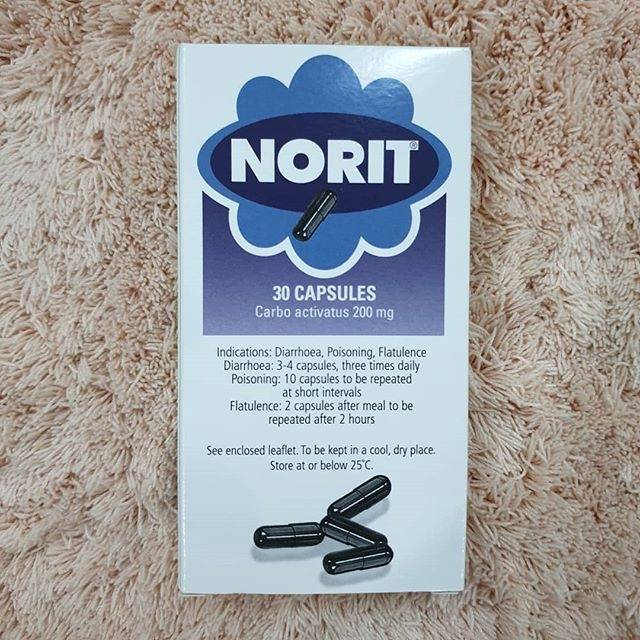 NORIT®
30 CAPSULES
Carbo activatus 200 mg
Indications: Diarrhoea, Poisoning, Flatulence
Diarrhoea: 3-4 capsules, three times daily
Poisoning: 10 capsules to be repeated
at short intervals
Flatulence: 2 capsules after meal to be
repeated after 2 hours
See enclosed leaflet. To be kept in a cool, dry place.
Store at or below 25°C.